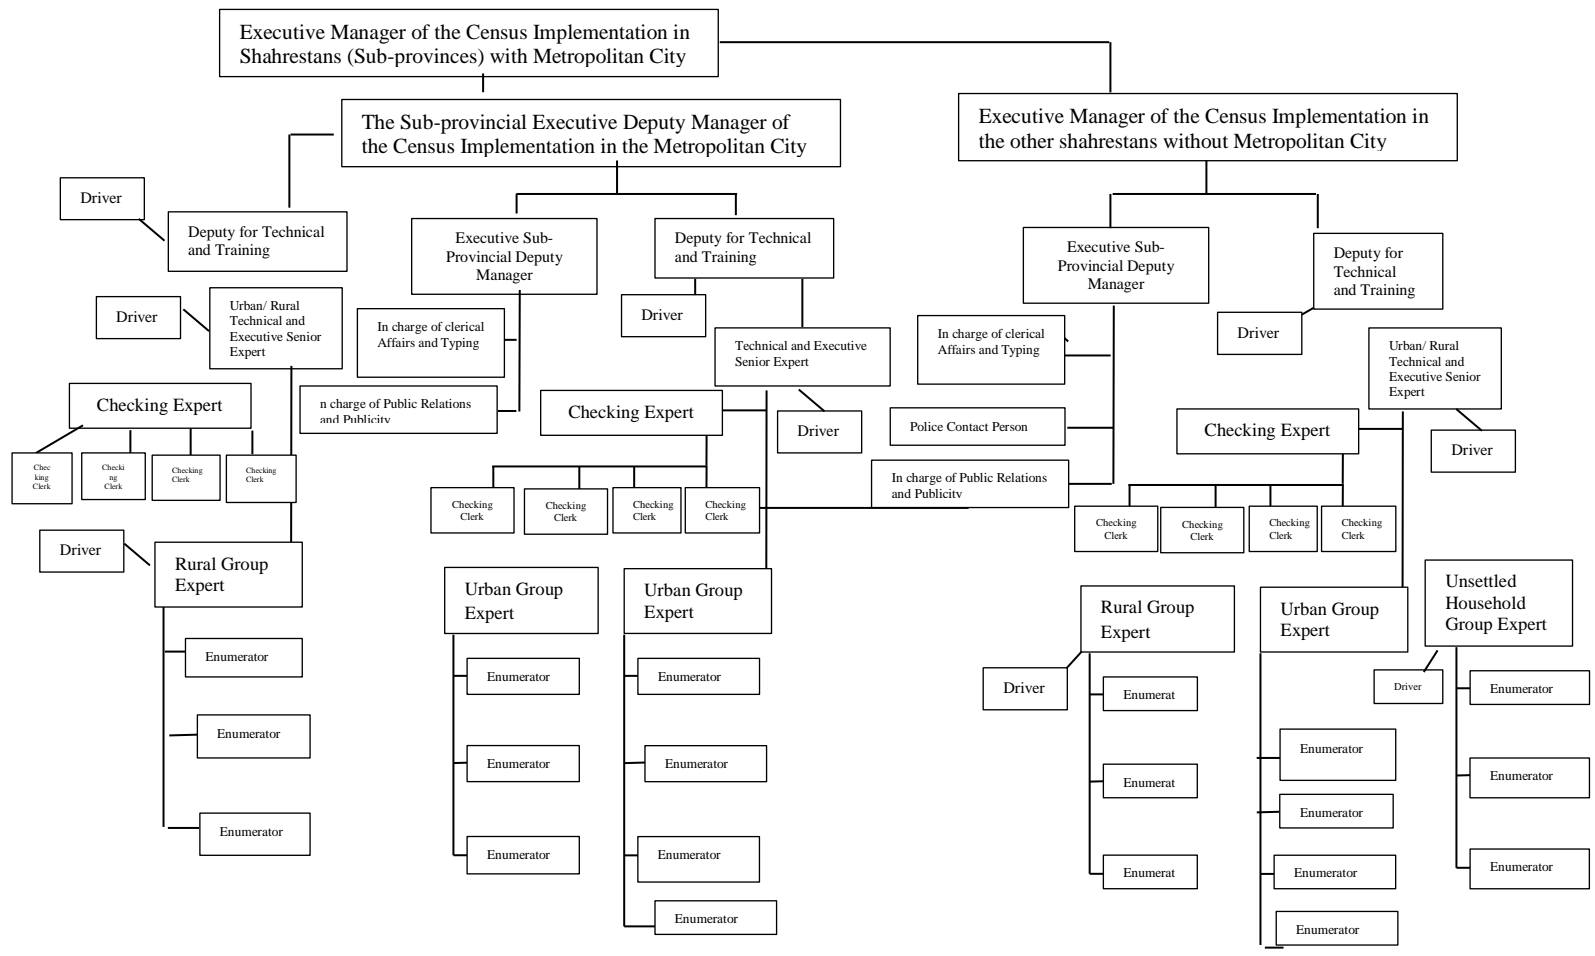 Executive Manager of the Census Implementation in
Shahrestans (Sub-provinces) with Metropolitan City
The Sub-provincial Executive Deputy Manager of
the Census Implementation in the Metropolitan City
Executive Manager of the Census Implementation in
the other shahrestans without Metropolitan City
Driver
Deputy for Technical
and Training
Executive Sub-
Provincial Deputy
Manager
Deputy for Technical
and Training
Executive Sub-
Provincial Deputy
Manager
Deputy for
Technical
and Training
Driver
Urban/ Rural
Technical and
Executive Senior
Expert
In charge of clerical
Affairs and Typing
Driver
Technical and Executive
Senior Expert
In charge of clerical
Affairs and Typing
Driver
Urban/ Rural
Technical and
Executive Senior
Expert
Checking Expert
n charge of Public Relations
and Publicity
Checking Expert
Driver
Police Contact Person
Checking Expert
Driver
Chec
king
Clerk
Checki
ng
Clerk
Checking
Clerk
Checking
Clerk
In charge of Public Relations
and Publicity
Checking
Clerk
Checking
Clerk
Checking
Clerk
Checking
Clerk
Checking
Clerk
Checking
Clerk
Checking
Clerk
Checking
Clerk
Driver
Rural Group
Expert
Urban Group
Expert
Urban Group
Expert
Rural Group
Expert
Urban Group
Expert
Unsettled
Household
Group Expert
Driver
Driver
Enumerator
Enumerator
Enumerator
Enumerator
Enumerator
Enumerator
Enumerator
Enumerator
Enumerator
Enumerator
Enumerat
Enumerat
Enumerat
Enumerator
Enumerator
Enumerator
Enumerator
Enumerator
Enumerator
Enumerator